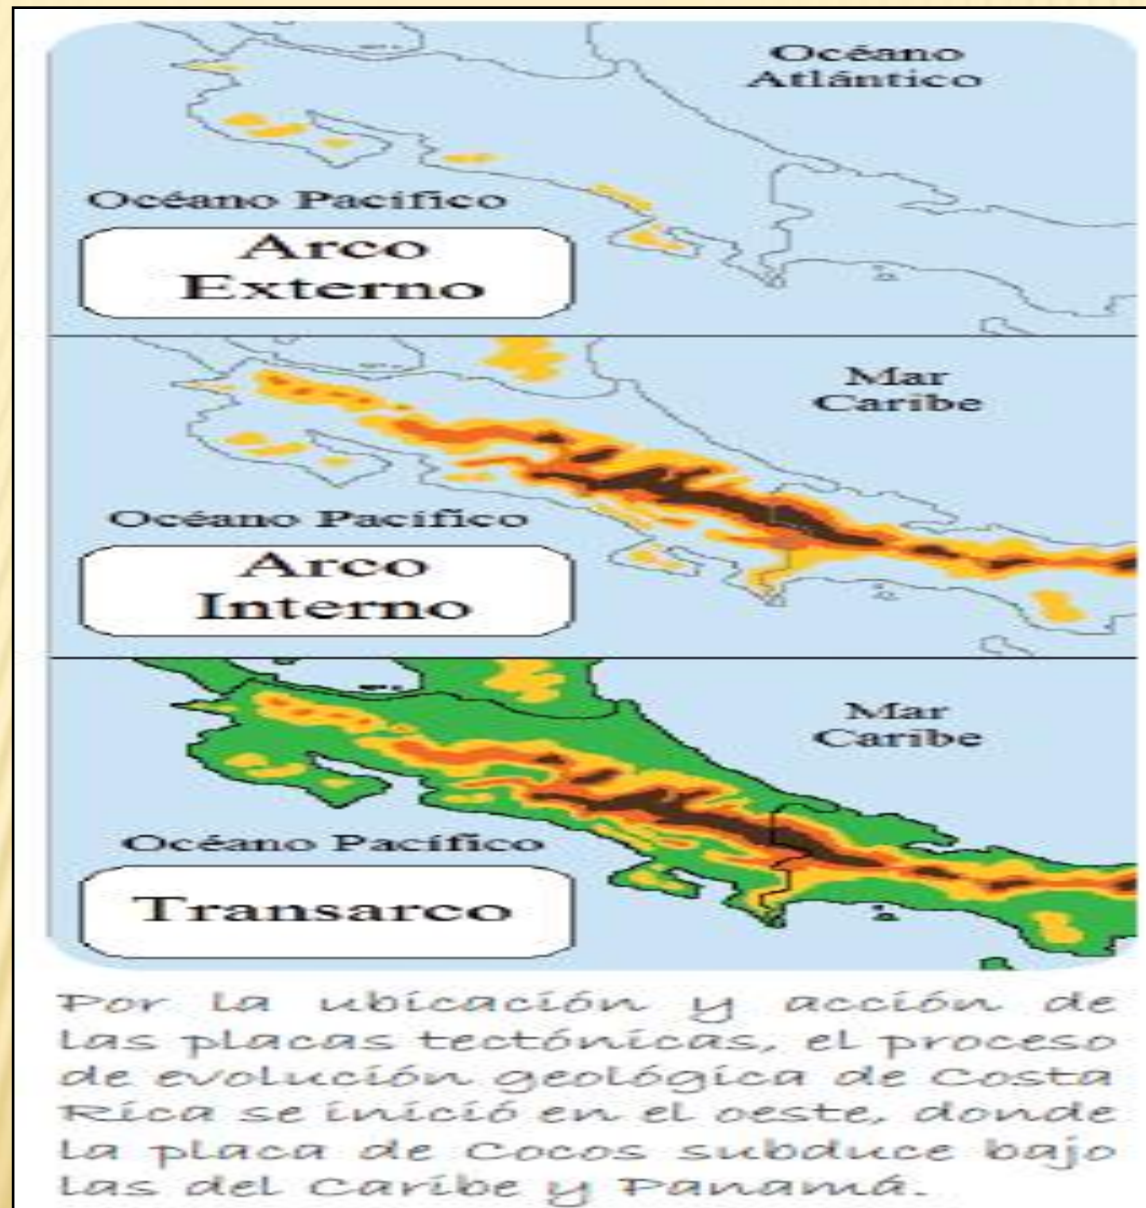 Océano
Atlántico
Océano Pacífico
Arco
Externo
Mar
Caribe
Océano Pacífico
Arco
Interno
Mar
Caribe
Océano Pacífico
Transarco
Por la ubicación y acción de
las placas tectónicas, el proceso
de evolución geológica de Costa
Rica se inició en el oeste, donde
la placa de Cocos subduce bajo
las del Caribe y Panamá.